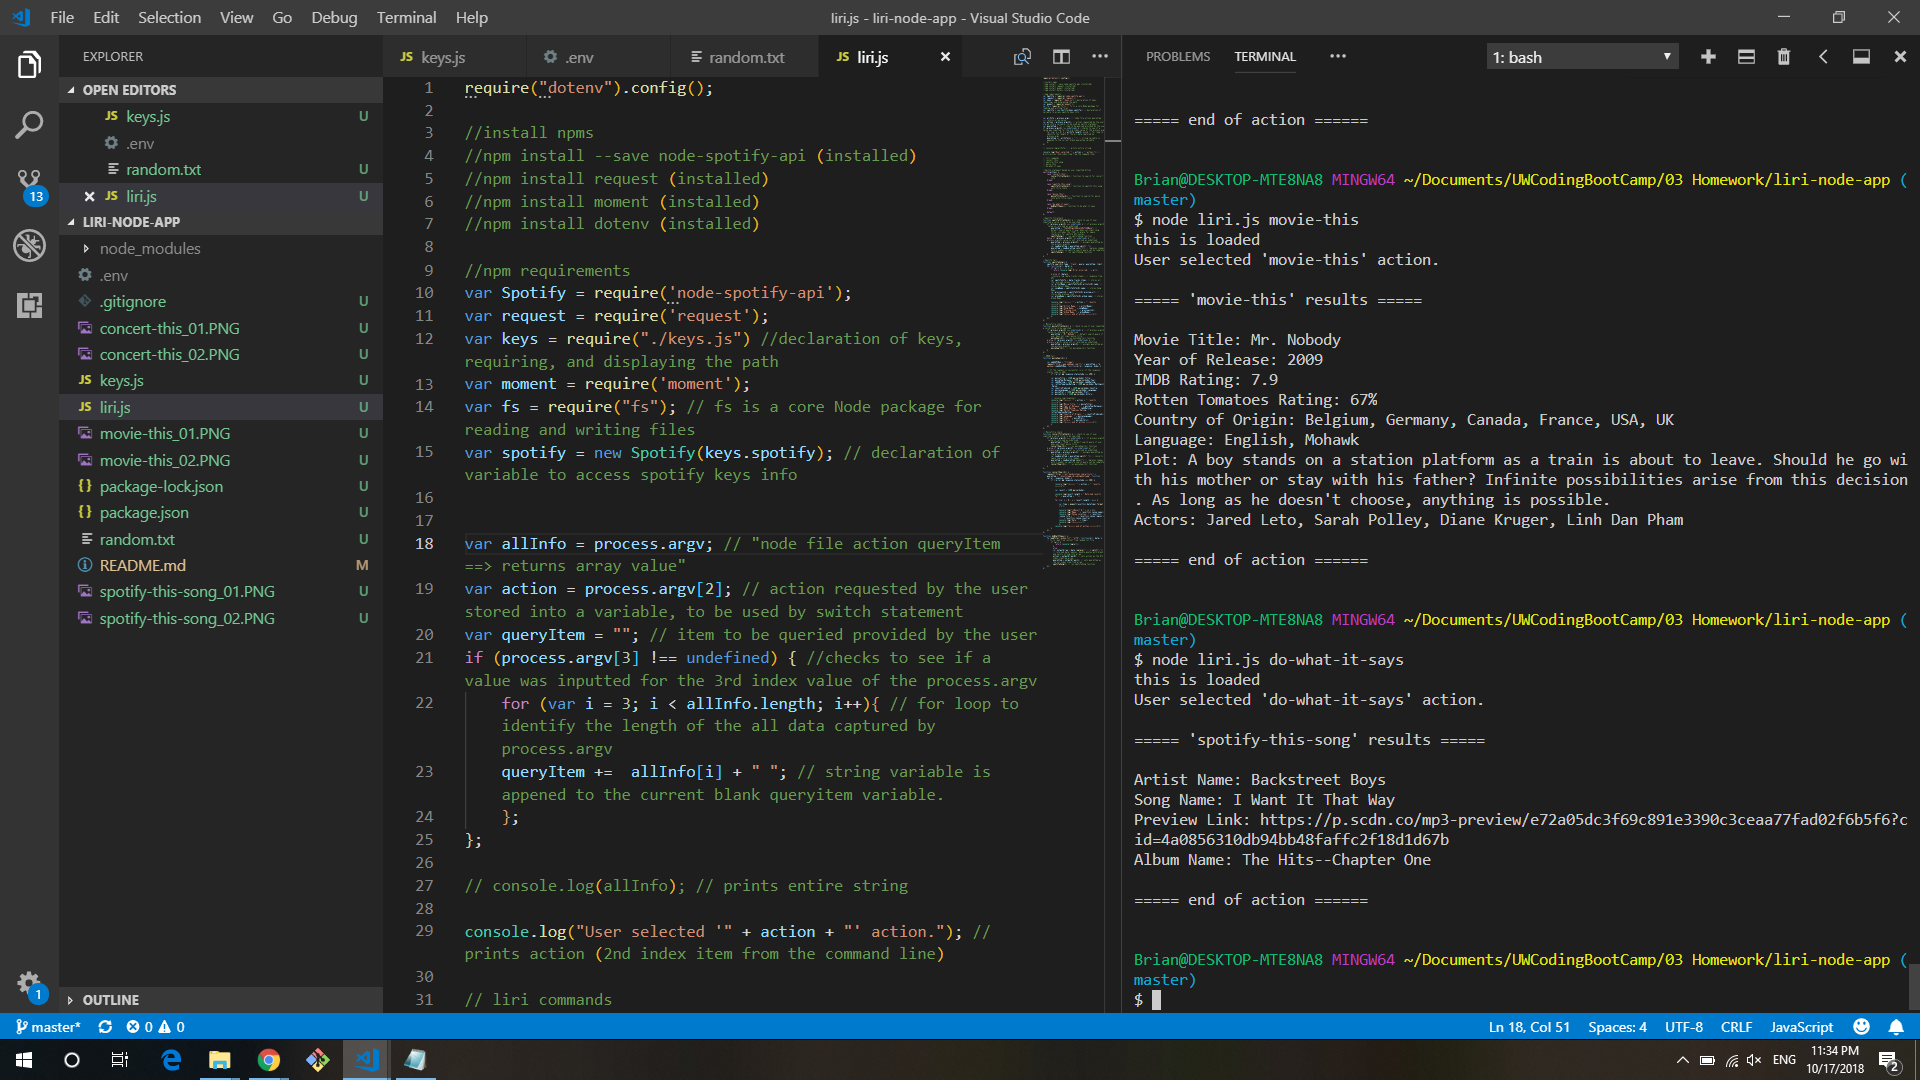 File Edit Selection View Go Debug Terminal Help
liri.js - liri-node-app - Visual Studio Code
EXPLORER
OPEN EDITORS
JS keys.js U
.env
random.txt U
JS liri.js U
LIRI-NODE-APP
node_modules
.env
.gitignore U
concert-this_01.PNG U
concert-this_02.PNG U
JS keys.js U
JS liri.js U
movie-this_01.PNG U
movie-this_02.PNG U
{} package-lock.json U
{} package.json U
random.txt U
README.md M
spotify-this-song_01.PNG U
spotify-this-song_02.PNG U
OUTLINE
13
1
JS keys.js .env random.txt JS liri.js
1 require("dotenv").config();
2
3 //install npms
4 //npm install --save node-spotify-api (installed)
5 //npm install request (installed)
6 //npm install moment (installed)
7 //npm install dotenv (installed)
8
9 //npm requirements
10 var Spotify = require('node-spotify-api');
11 var request = require('request');
12 var keys = require("./keys.js") //declaration of keys,
requiring, and displaying the path
13 var moment = require('moment');
14 var fs = require("fs"); // fs is a core Node package for
reading and writing files
15 var spotify = new Spotify(keys.spotify); // declaration of
variable to access spotify keys info
16
17
18 var allInfo = process.argv; // "node file action queryItem
==> returns array value"
19 var action = process.argv[2]; // action requested by the user
stored into a variable, to be used by switch statement
20 var queryItem = ""; // item to be queried provided by the user
21 if (process.argv[3] !== undefined) { //checks to see if a
value was inputted for the 3rd index value of the process.argv
22 for (var i = 3; i < allInfo.length; i++){ // for loop to
identify the length of the all data captured by
process.argv
23 queryItem +=  allInfo[i] + " "; // string variable is
appened to the current blank queryitem variable.
24 };
25 };
26
27 // console.log(allInfo); // prints entire string
28
29 console.log("User selected '" + action + "' action."); //
prints action (2nd index item from the command line)
30
31 // liri commands
PROBLEMS TERMINAL
1: bash
===== end of action ======
Brian@DESKTOP-MTE8NA8 MINGW64 ~/Documents/UWCodingBootCamp/03 Homework/liri-node-app (
master)
$ node liri.js movie-this
this is loaded
User selected 'movie-this' action.
===== 'movie-this' results =====
Movie Title: Mr. Nobody
Year of Release: 2009
IMDB Rating: 7.9
Rotten Tomatoes Rating: 67%
Country of Origin: Belgium, Germany, Canada, France, USA, UK
Language: English, Mohawk
Plot: A boy stands on a station platform as a train is about to leave. Should he go wi
th his mother or stay with his father? Infinite possibilities arise from this decision
. As long as he doesn't choose, anything is possible.
Actors: Jared Leto, Sarah Polley, Diane Kruger, Linh Dan Pham
===== end of action ======
Brian@DESKTOP-MTE8NA8 MINGW64 ~/Documents/UWCodingBootCamp/03 Homework/liri-node-app (
master)
$ node liri.js do-what-it-says
this is loaded
User selected 'do-what-it-says' action.
===== 'spotify-this-song' results =====
Artist Name: Backstreet Boys
Song Name: I Want It That Way
Preview Link: https://p.scdn.co/mp3-preview/e72a05dc3f69c891e3390c3ceaa77fad02f6b5f6?c
id=4a0856310db94bb48faffc2f18d1d67b
Album Name: The Hits--Chapter One
===== end of action ======
Brian@DESKTOP-MTE8NA8 MINGW64 ~/Documents/UWCodingBootCamp/03 Homework/liri-node-app (
master)
$
master* 0 0
Ln 18, Col 51 Spaces: 4 UTF-8 CRLF JavaScript
ENG
11:34 PM
10/17/2018
2